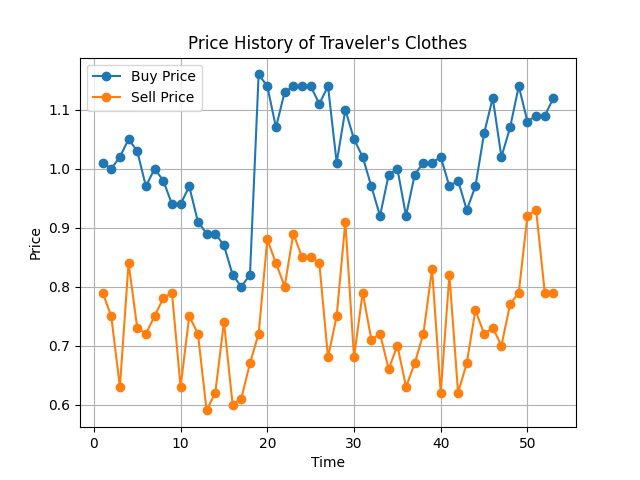 Price History of Traveler's Clothes
Buy Price
Sell Price
1.1
1.0
0.9
0.8
0.7
0.6
Price
0 10 20 30 40 50
Time